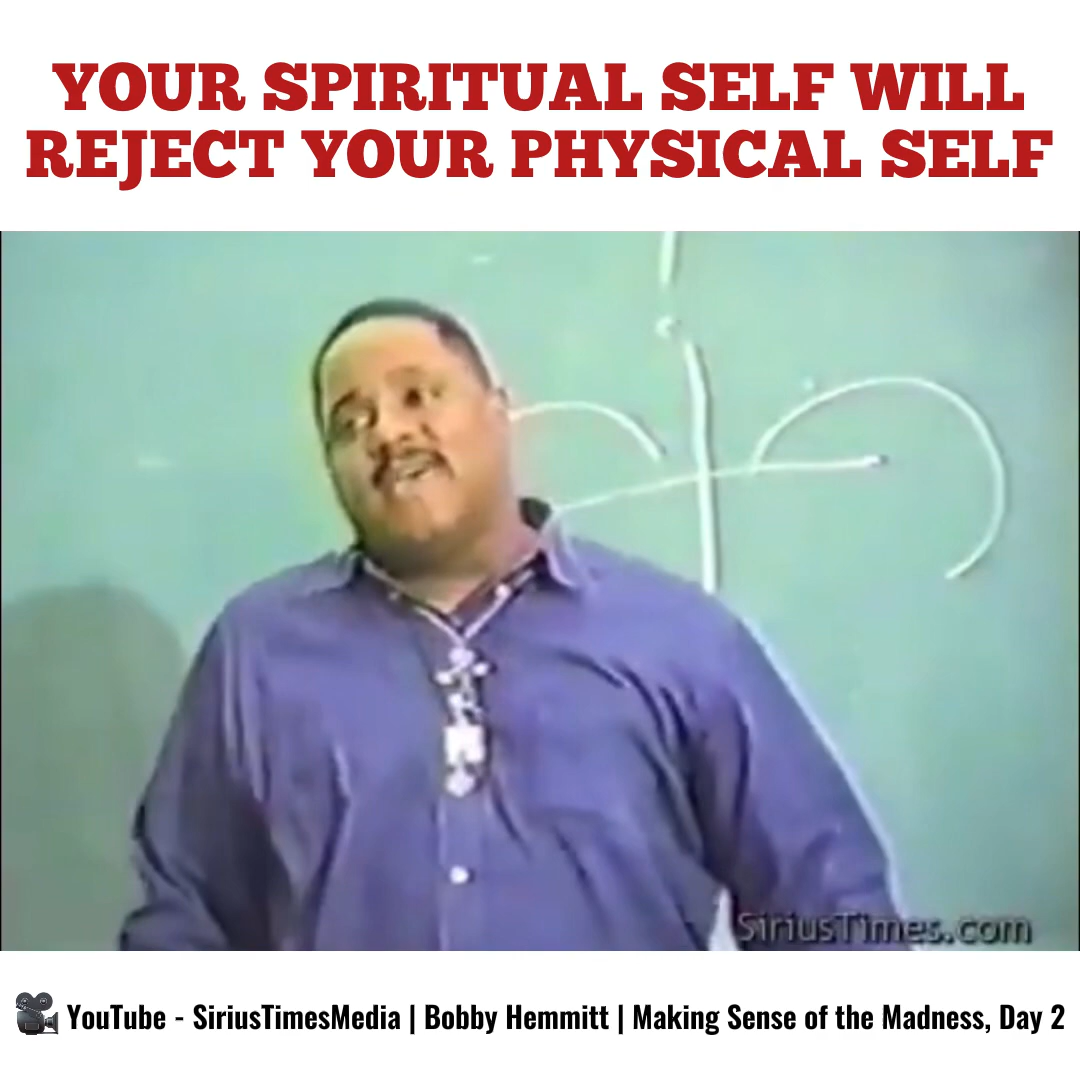 YOUR SPIRITUAL SELF WILL
REJECT YOUR PHYSICAL SELF
SiriusTimes.com
YouTube - SiriusTimesMedia | Bobby Hemmitt | Making Sense of the Madness, Day 2